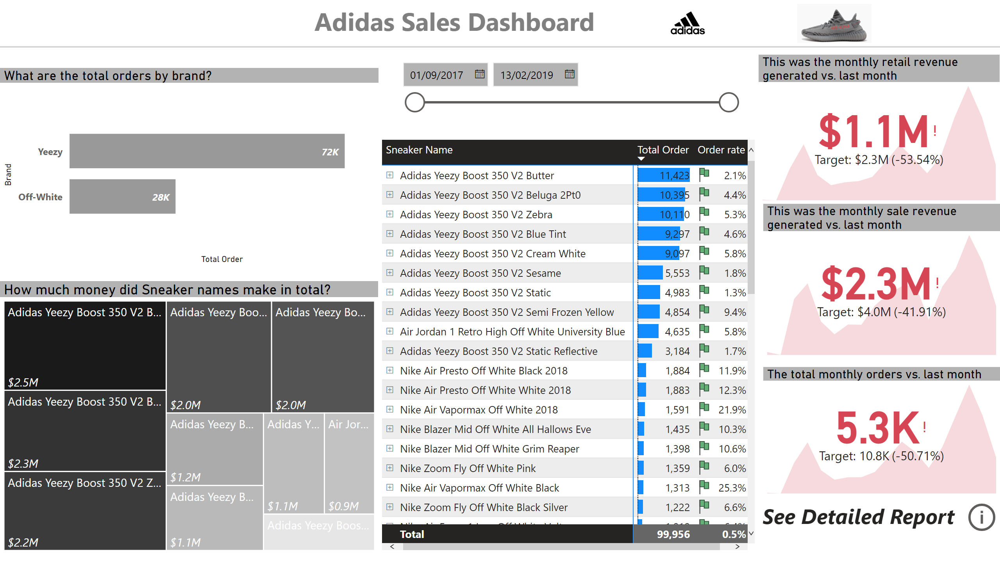 Adidas Sales Dashboard
adidas
What are the total orders by brand?
Brand
Yeezy
72K
Off-White
28K
Total Order
How much money did Sneaker names make in total?
Adidas Yeezy Boost 350 V2 B...
$2.5M
Adidas Yeezy Boost 350 V2 B...
$2.3M
Adidas Yeezy Boost 350 V2 Z...
$2.2M
Adidas Yeezy Boo...
$2.0M
Adidas Yeezy Bo...
$2.0M
Adidas Yeezy B...
$1.2M
Adidas Yeezy B...
$1.1M
Adidas Y...
$1.1M
Air Jor...
$0.9M
Adidas Yeezy Boos...
01/09/2017
13/02/2019
Sneaker Name Total Order Order rate
Adidas Yeezy Boost 350 V2 Butter 11,423 2.1%
Adidas Yeezy Boost 350 V2 Beluga 2Pt0 10,395 4.4%
Adidas Yeezy Boost 350 V2 Zebra 10,110 5.3%
Adidas Yeezy Boost 350 V2 Blue Tint 9,297 4.6%
Adidas Yeezy Boost 350 V2 Cream White 9,097 5.8%
Adidas Yeezy Boost 350 V2 Sesame 5,553 1.8%
Adidas Yeezy Boost 350 V2 Static 4,983 1.3%
Adidas Yeezy Boost 350 V2 Semi Frozen Yellow 4,854 9.4%
Air Jordan 1 Retro High Off White University Blue 4,635 5.8%
Adidas Yeezy Boost 350 V2 Static Reflective 3,184 1.7%
Nike Air Presto Off White Black 2018 1,884 11.9%
Nike Air Presto Off White White 2018 1,883 12.3%
Nike Air Vapormax Off White 2018 1,591 21.9%
Nike Blazer Mid Off White All Hallows Eve 1,435 10.3%
Nike Blazer Mid Off White Grim Reaper 1,398 10.6%
Nike Zoom Fly Off White Pink 1,359 6.0%
Nike Air Vapormax Off White Black 1,313 25.3%
Nike Zoom Fly Off White Black Silver 1,222 6.6%
Total 99,956 0.5%
This was the monthly retail revenue
generated vs. last month
$1.1M!
Target: $2.3M (-53.54%)
This was the monthly sale revenue
generated vs. last month
$2.3M!
Target: $4.0M (-41.91%)
The total monthly orders vs. last month
5.3K!
Target: 10.8K (-50.71%)
See Detailed Report